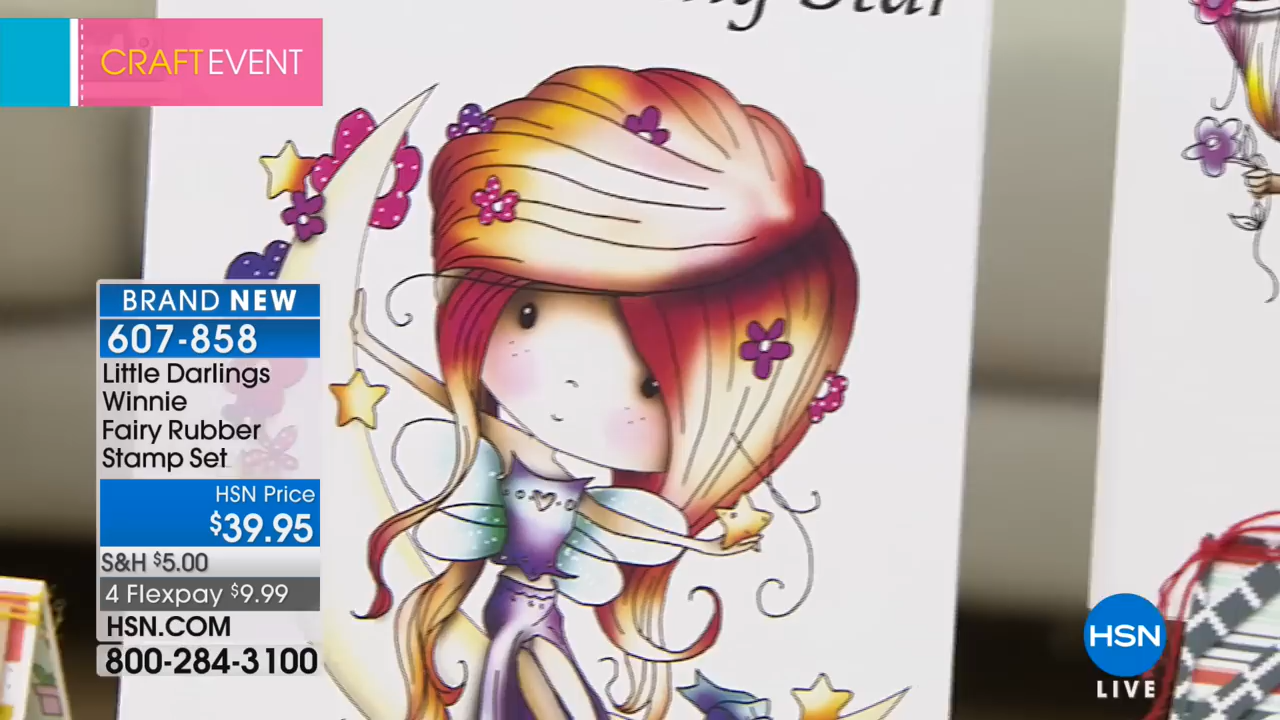 Star
CRAFT EVENT
BRAND NEW
607-858
Little Darlings
Winnie
Fairy Rubber
Stamp Set
HSN Price
$39.95
S&H $5.00
4 Flexpay $9.99
HSN.COM
800-284-3100
HSN
LIVE